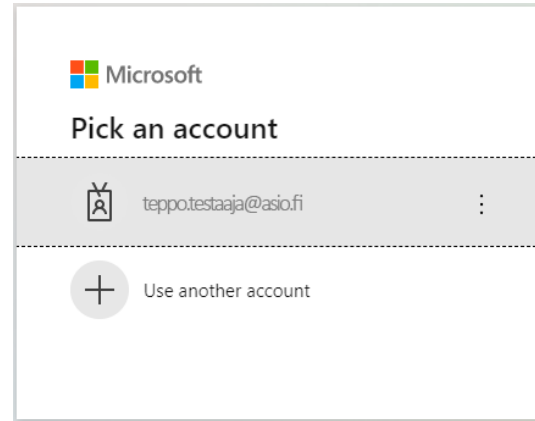 Microsoft
Pick an account
teppo.testaaja@asio.fi
Use another account